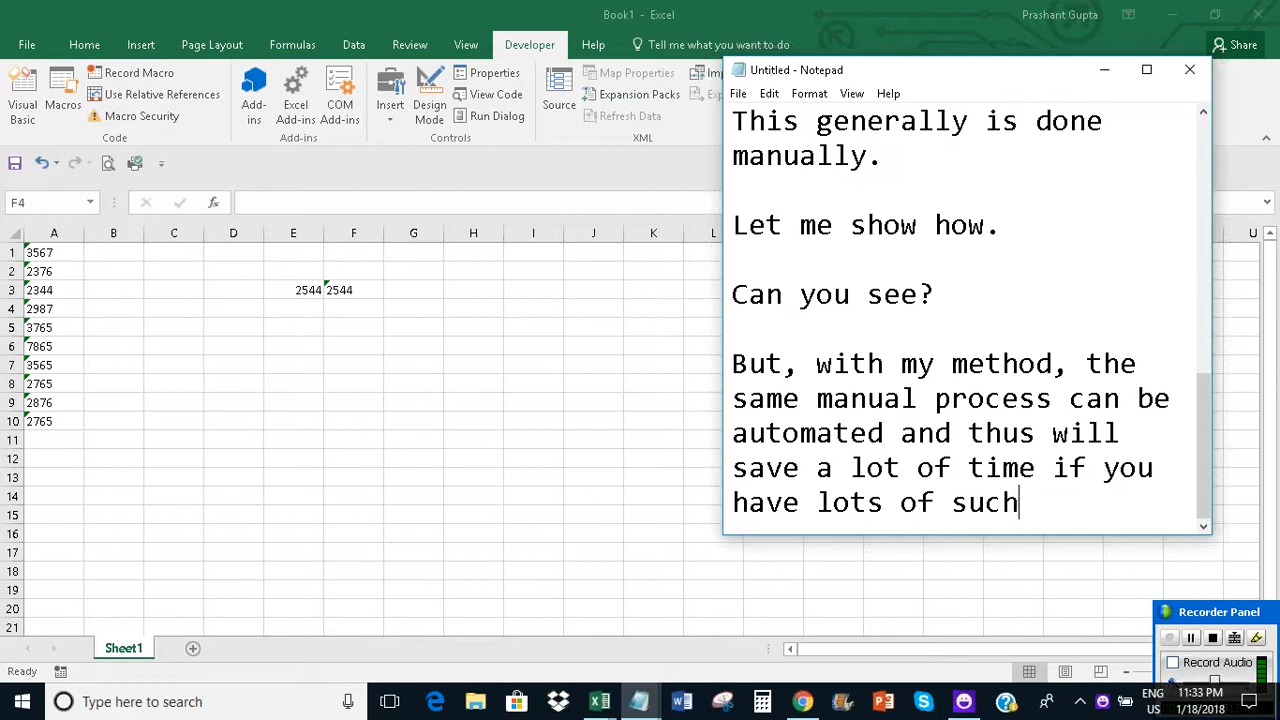 Book1 - Excel
Prashant Gupta
File Home Insert Page Layout Formulas Data Review View Developer Help Tell me what you want to do Share
Visual Basic
Macros
Record Macro
Use Relative References
Macro Security
Code
Add-ins
Excel Add-ins
COM Add-ins
Add-ins
Insert
Design Mode
Properties
View Code
Run Dialog
Controls
Source
Map Properties
Expansion Packs
Refresh Data
XML
F4
fx
A B C D E F G H I J K L U
1 3567
2 2376
3 2344 2544 2544
4 2987
5 3765
6 7865
7 3565
8 2765
9 2876
10 2765
11
12
13
14
15
16
17
18
19
20
21
Sheet1
Ready
Untitled - Notepad
File Edit Format View Help
This generally is done
manually.
Let me show how.
Can you see?
But, with my method, the
same manual process can be
automated and thus will
save a lot of time if you
have lots of such
Recorder Panel
Record Audio
Type here to search
ENG
US
11:33 PM
1/18/2018